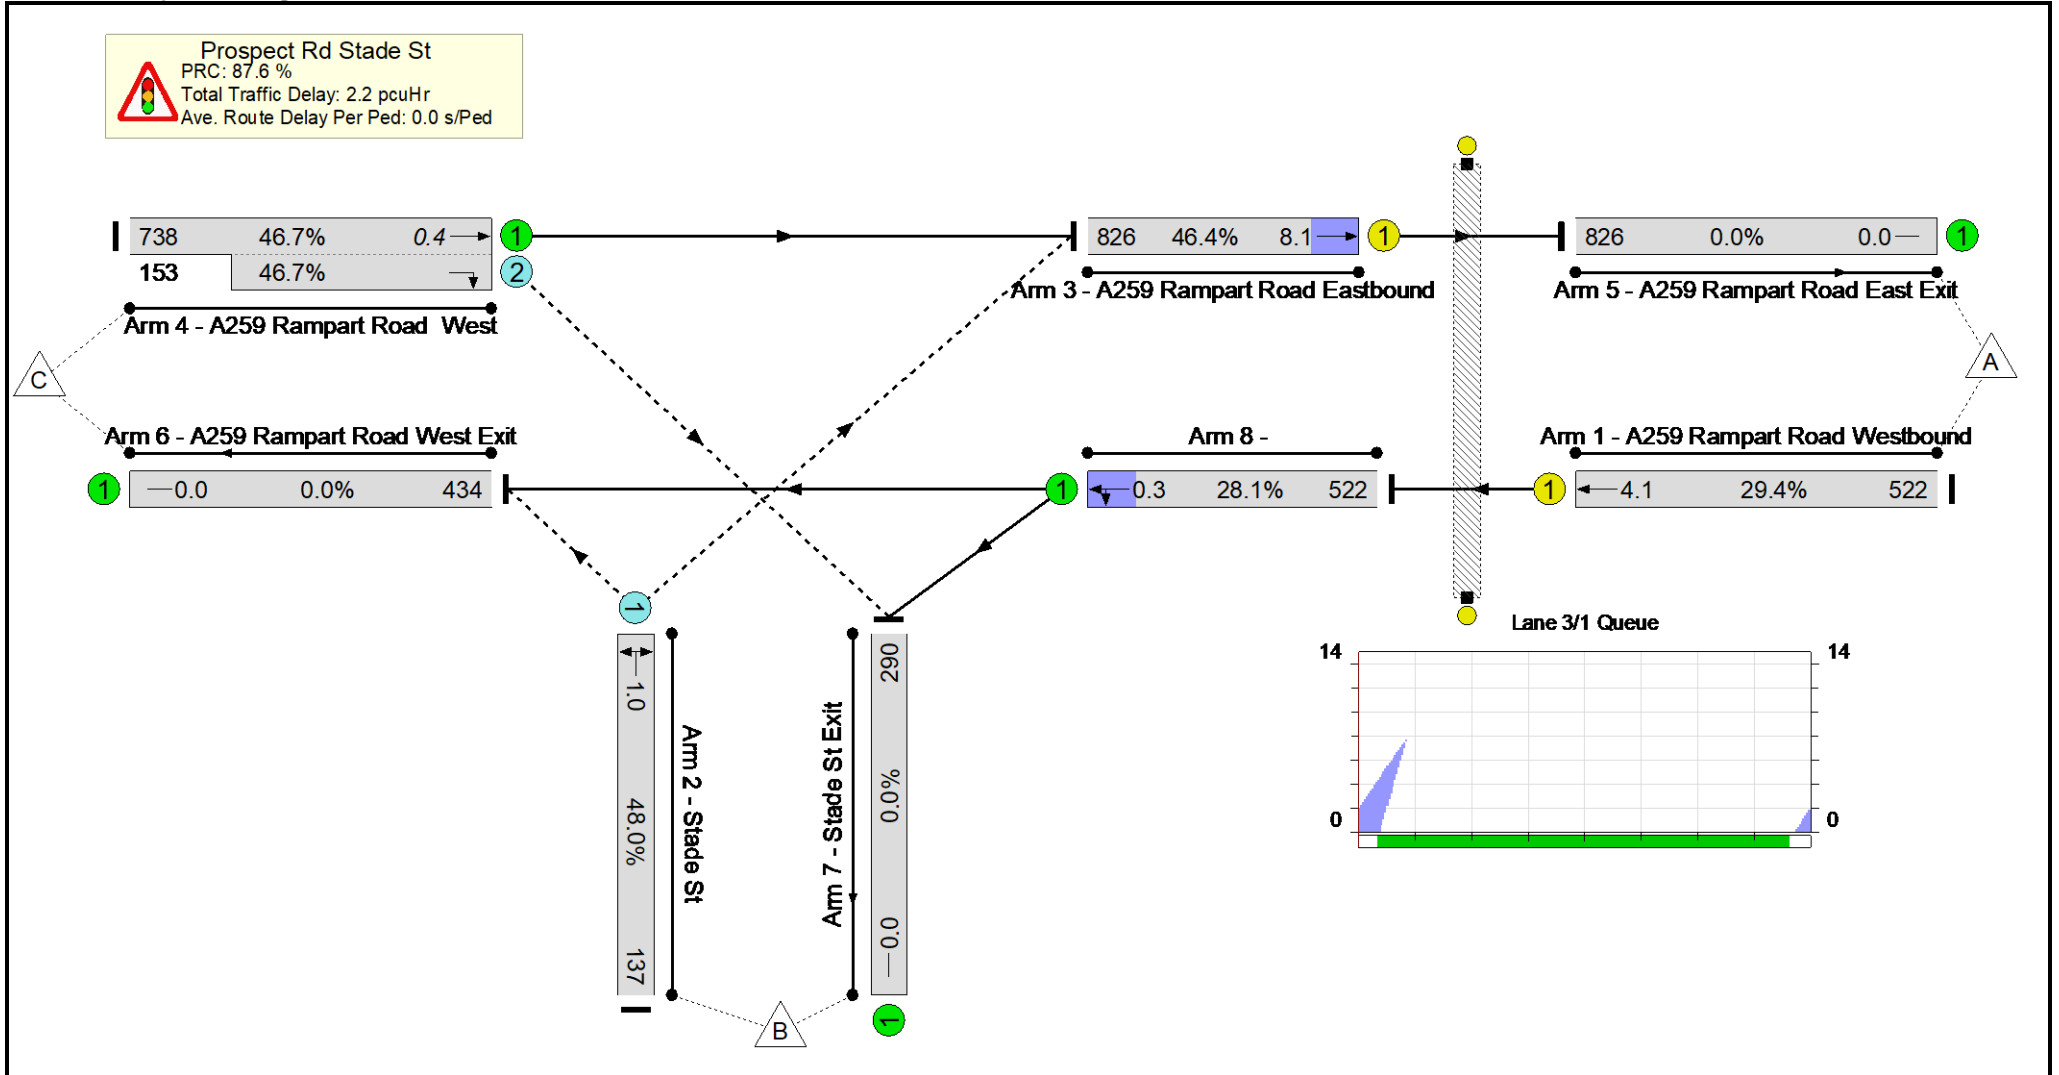 Prospect Rd Stade St
PRC: 87.6 %
Total Traffic Delay: 2.2 pcuHr
Ave. Route Delay Per Ped: 0.0 s/Ped
738 46.7% 0.4 1
153 46.7% 2
Arm 4 - A259 Rampart Road West
826 46.4% 8.1 1
Arm 3 - A259 Rampart Road Eastbound
826 0.0% 0.0 1
Arm 5 - A259 Rampart Road East Exit
C
A
Arm 6 - A259 Rampart Road West Exit
1 0.0 0.0% 434
Arm 8 -
1 0.3 28.1% 522
Arm 1 - A259 Rampart Road Westbound
1 4.1 29.4% 522
1
1.0 48.0% 137
Arm 2 - Stade St
Arm 7 - Stade St Exit
290 0.0% 0.0
1
B
Lane 3/1 Queue
14 14
0 0